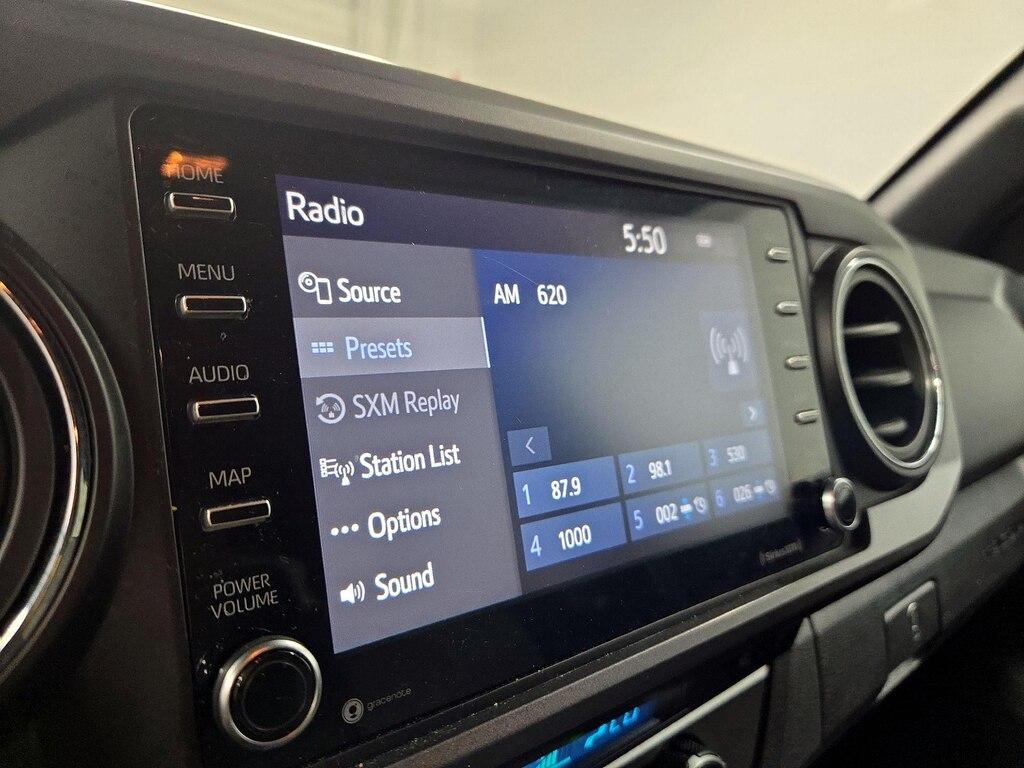 HOME
MENU
AUDIO
MAP
POWER
VOLUME
Radio
5:50
Source
Presets
SXM Replay
Station List
Options
Sound
AM 620
1 87.9
2 98.1
3 530
4 1000
5 002
6 026
gracenote
SiriusXM